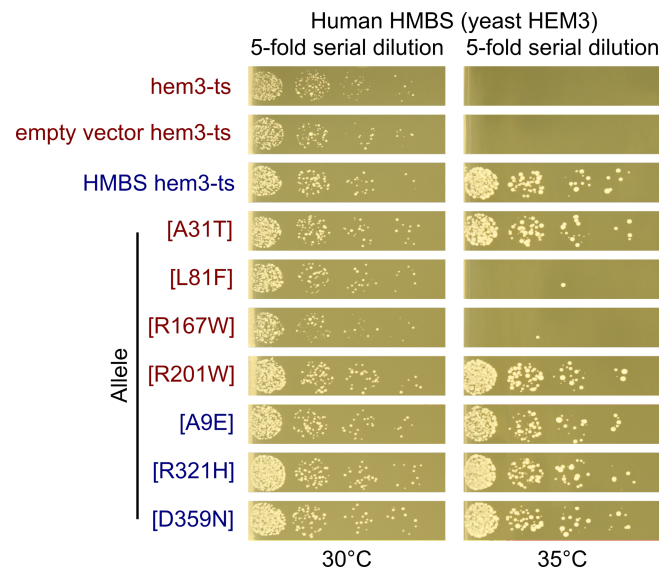 Human HMBS (yeast HEM3)
5-fold serial dilution 5-fold serial dilution
hem3-ts
empty vector hem3-ts
HMBS hem3-ts
[A31T]
[L81F]
[R167W]
[R201W]
[A9E]
[R321H]
[D359N]
Allele
30°C 35°C